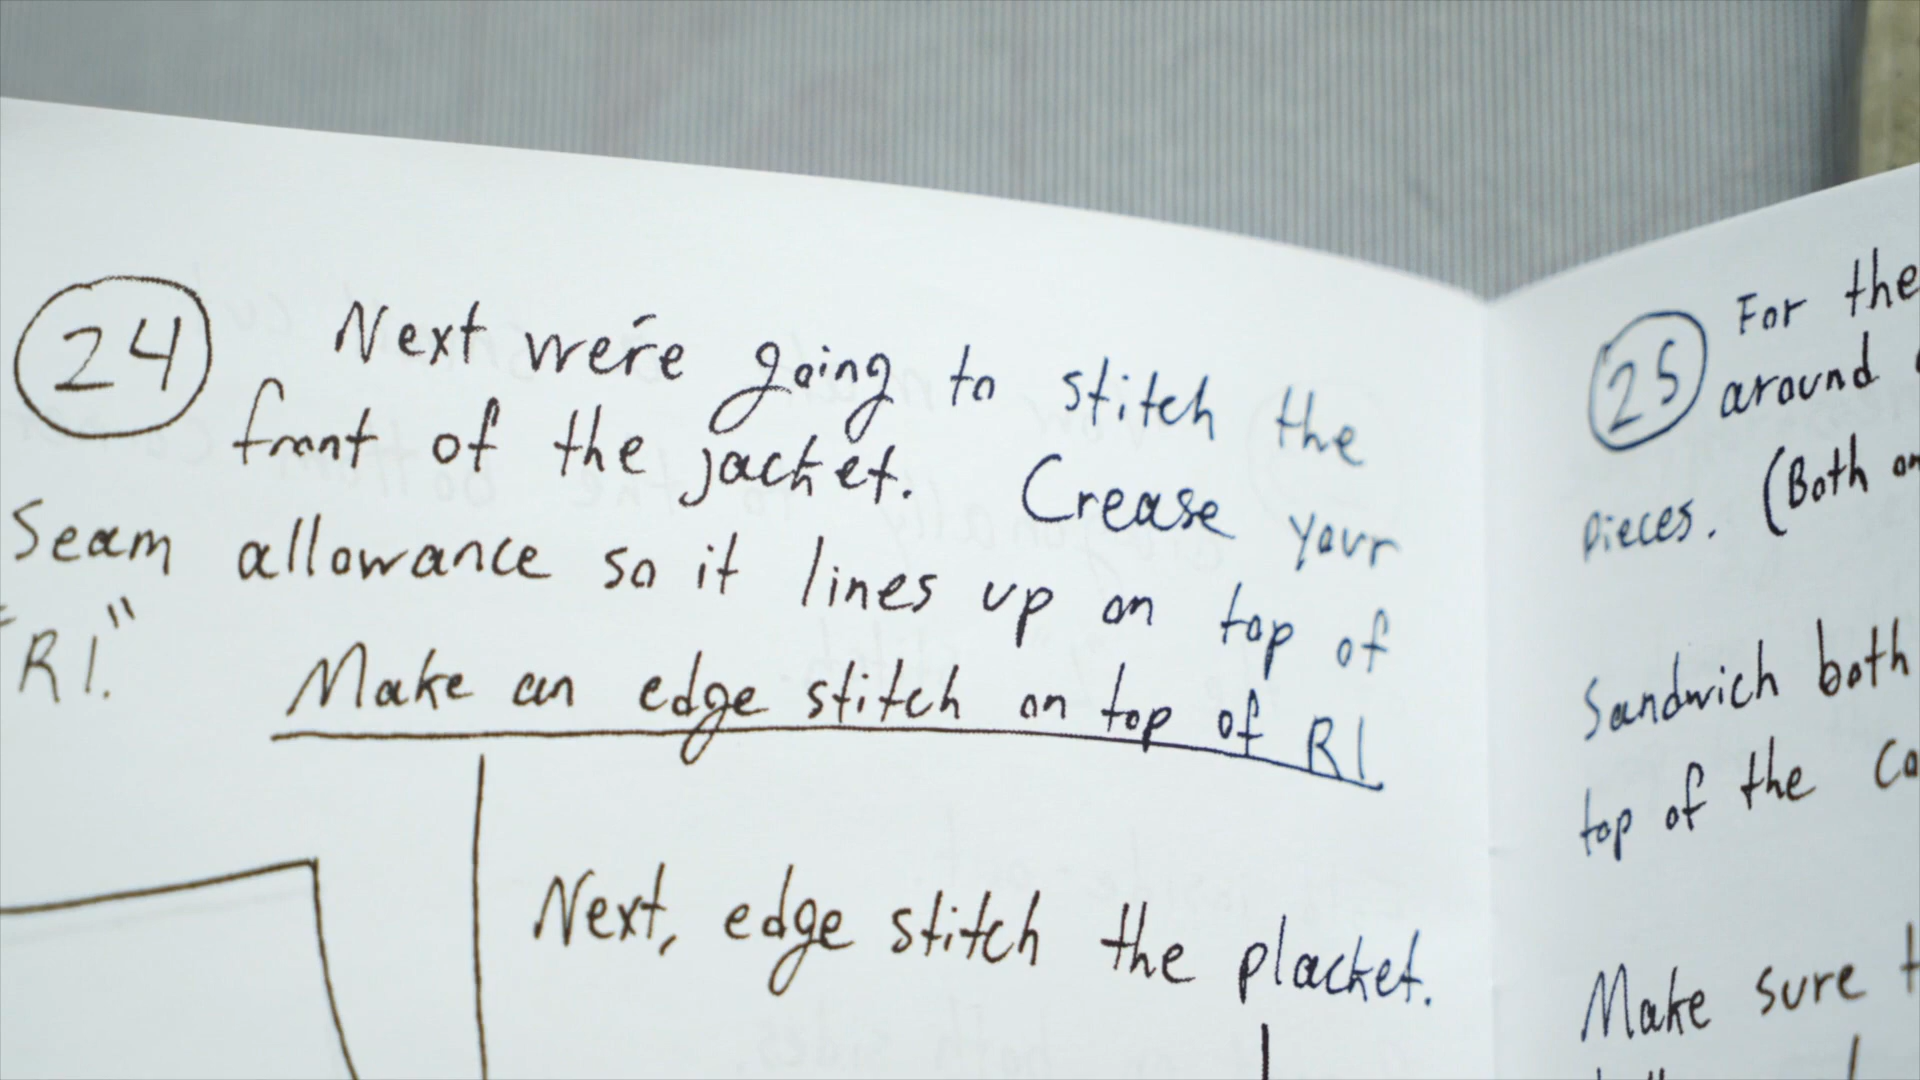 24 Next we're going to stitch the
front of the jacket. Crease your
Seam allowance so it lines up on top of
"R1."
Make an edge stitch on top of R1
Next, edge stitch the placket.
25 For the
around
pieces. (Both on
Sandwich both
top of the
Make sure